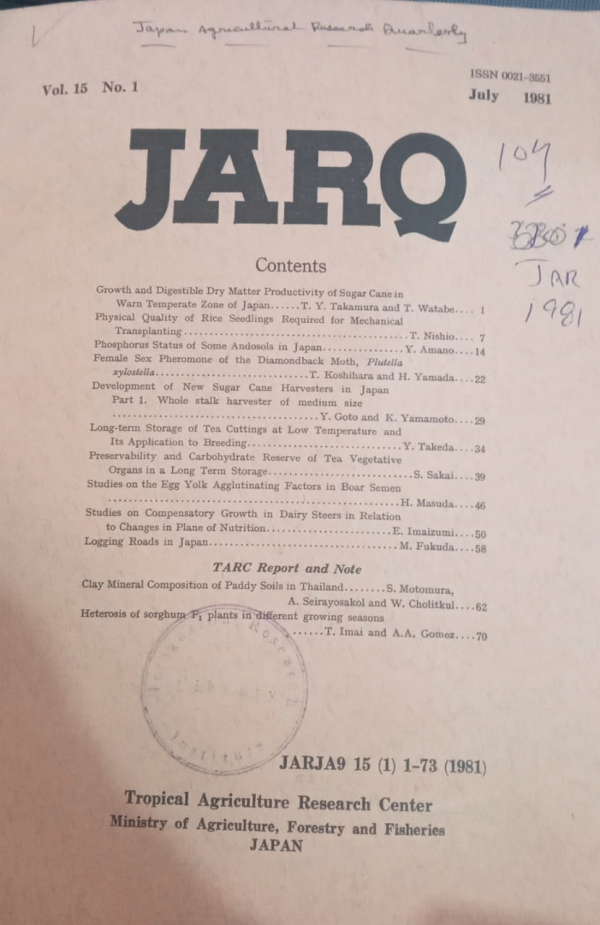 Japan Agricultural Research Quarterly
Vol. 15 No. 1
ISSN 0021-3551
July 1981
JARQ
104
JAR
1981
Contents
Growth and Digestible Dry Matter Productivity of Sugar Cane in
Warn Temperate Zone of Japan......T. Y. Takamura and T. Watabe.... 1
Physical Quality of Rice Seedlings Required for Mechanical
Transplanting................................................T. Nishio.... 7
Phosphorus Status of Some Andosols in Japan..................Y. Amano....14
Female Sex Pheromone of the Diamondback Moth, Plutella
xylostella................................T. Koshihara and H. Yamada....22
Development of New Sugar Cane Harvesters in Japan
Part 1. Whole stalk harvester of medium size
...........................................Y. Goto and K. Yamamoto....29
Long-term Storage of Tea Cuttings at Low Temperature and
Its Application to Breeding.................................Y. Takeda....34
Preservability and Carbohydrate Reserve of Tea Vegetative
Organs in a Long Term Storage..............................S. Sakai....39
Studies on the Egg Yolk Agglutinating Factors in Boar Semen
............................................................H. Masuda....46
Studies on Compensatory Growth in Dairy Steers in Relation
to Changes in Plane of Nutrition..........................E. Imaizumi....50
Logging Roads in Japan........................................M. Fukuda....58
TARC Report and Note
Clay Mineral Composition of Paddy Soils in Thailand........S. Motomura,
A. Seirayosakol and W. Cholitkul....62
Heterosis of sorghum F1 plants in different growing seasons
......T. Imai and A.A. Gomez....70
Research
Library
Institute
JARJA9 15 (1) 1-73 (1981)
Tropical Agriculture Research Center
Ministry of Agriculture, Forestry and Fisheries
JAPAN